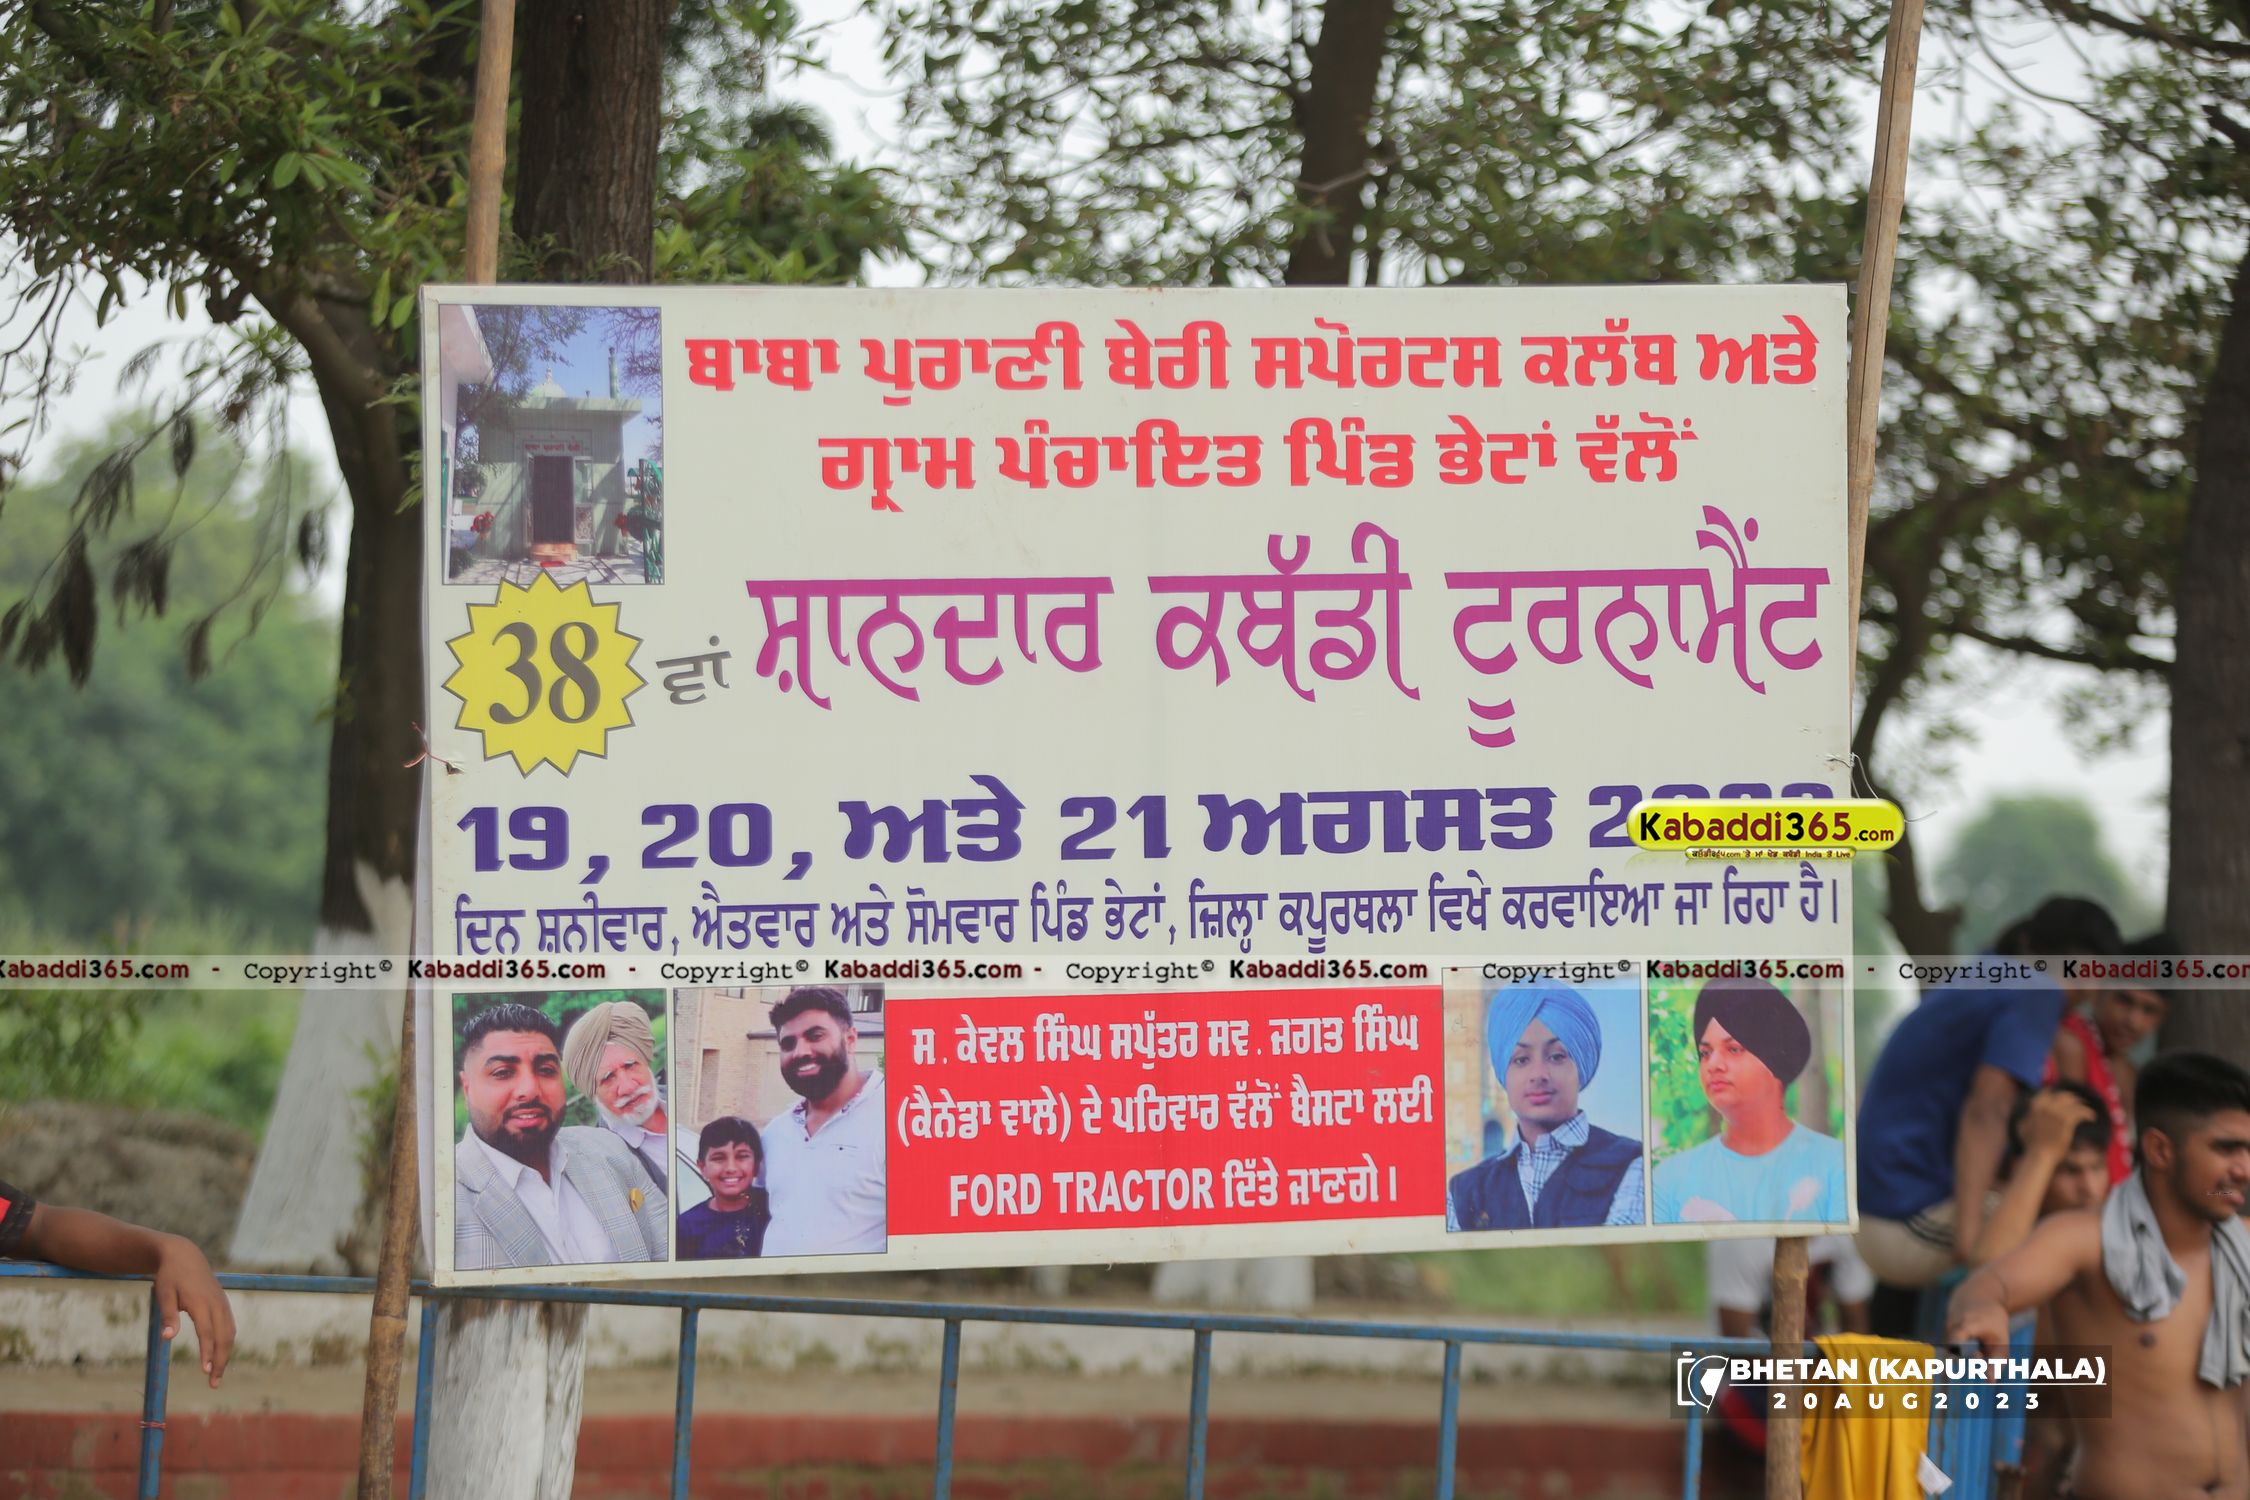 ਬਾਬਾ ਪੁਰਾਣੀ ਬੇਰੀ ਸਪੋਰਟਸ ਕਲੱਬ ਅਤੇ
ਗ੍ਰਾਮ ਪੰਚਾਇਤ ਪਿੰਡ ਭੇਟਾਂ ਵੱਲੋਂ
38 ਵਾਂ ਸ਼ਾਨਦਾਰ ਕਬੱਡੀ ਟੂਰਨਾਮੈਂਟ
19, 20, ਅਤੇ 21 ਅਗਸਤ
Kabaddi365.com
ਦਿਨ ਸ਼ਨੀਵਾਰ, ਐਤਵਾਰ ਅਤੇ ਸੋਮਵਾਰ ਪਿੰਡ ਭੇਟਾਂ, ਜ਼ਿਲ੍ਹਾ ਕਪੂਰਥਲਾ ਵਿਖੇ ਕਰਵਾਇਆ ਜਾ ਰਿਹਾ ਹੈ।
Kabaddi365.com - Copyright© Kabaddi365.com - Copyright© Kabaddi365.com - Copyright© Kabaddi365.com - Copyright© Kabaddi365.com - Copyright© Kabaddi365.com
ਸ. ਕੇਵਲ ਸਿੰਘ ਸਪੁੱਤਰ ਸਵ. ਜਗਤ ਸਿੰਘ
(ਕੈਨੇਡਾ ਵਾਲੇ) ਦੇ ਪਰਿਵਾਰ ਵੱਲੋਂ ਬੈਸਟਾ ਲਈ
FORD TRACTOR ਦਿੱਤੇ ਜਾਣਗੇ।
BHETAN (KAPURTHALA)
20AUG2023